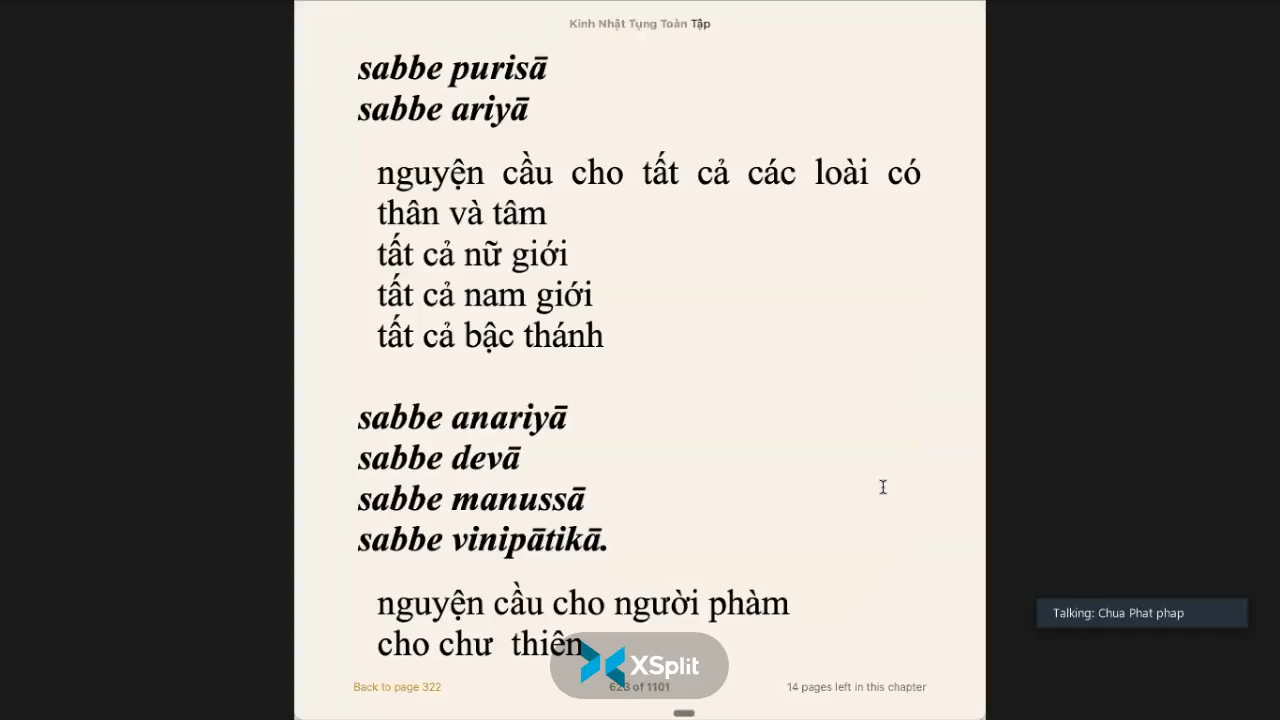 Kinh Nhật Tụng Toàn Tập
sabbe purisā
sabbe ariyā
nguyện cầu cho tất cả các loài có
thân và tâm
tất cả nữ giới
tất cả nam giới
tất cả bậc thánh
sabbe anariyā
sabbe devā
sabbe manussā
sabbe vinipātikā.
nguyện cầu cho người phàm
cho chư thiên
XSplit
Talking: Chua Phat phap
Back to page 322
623 of 1101
14 pages left in this chapter